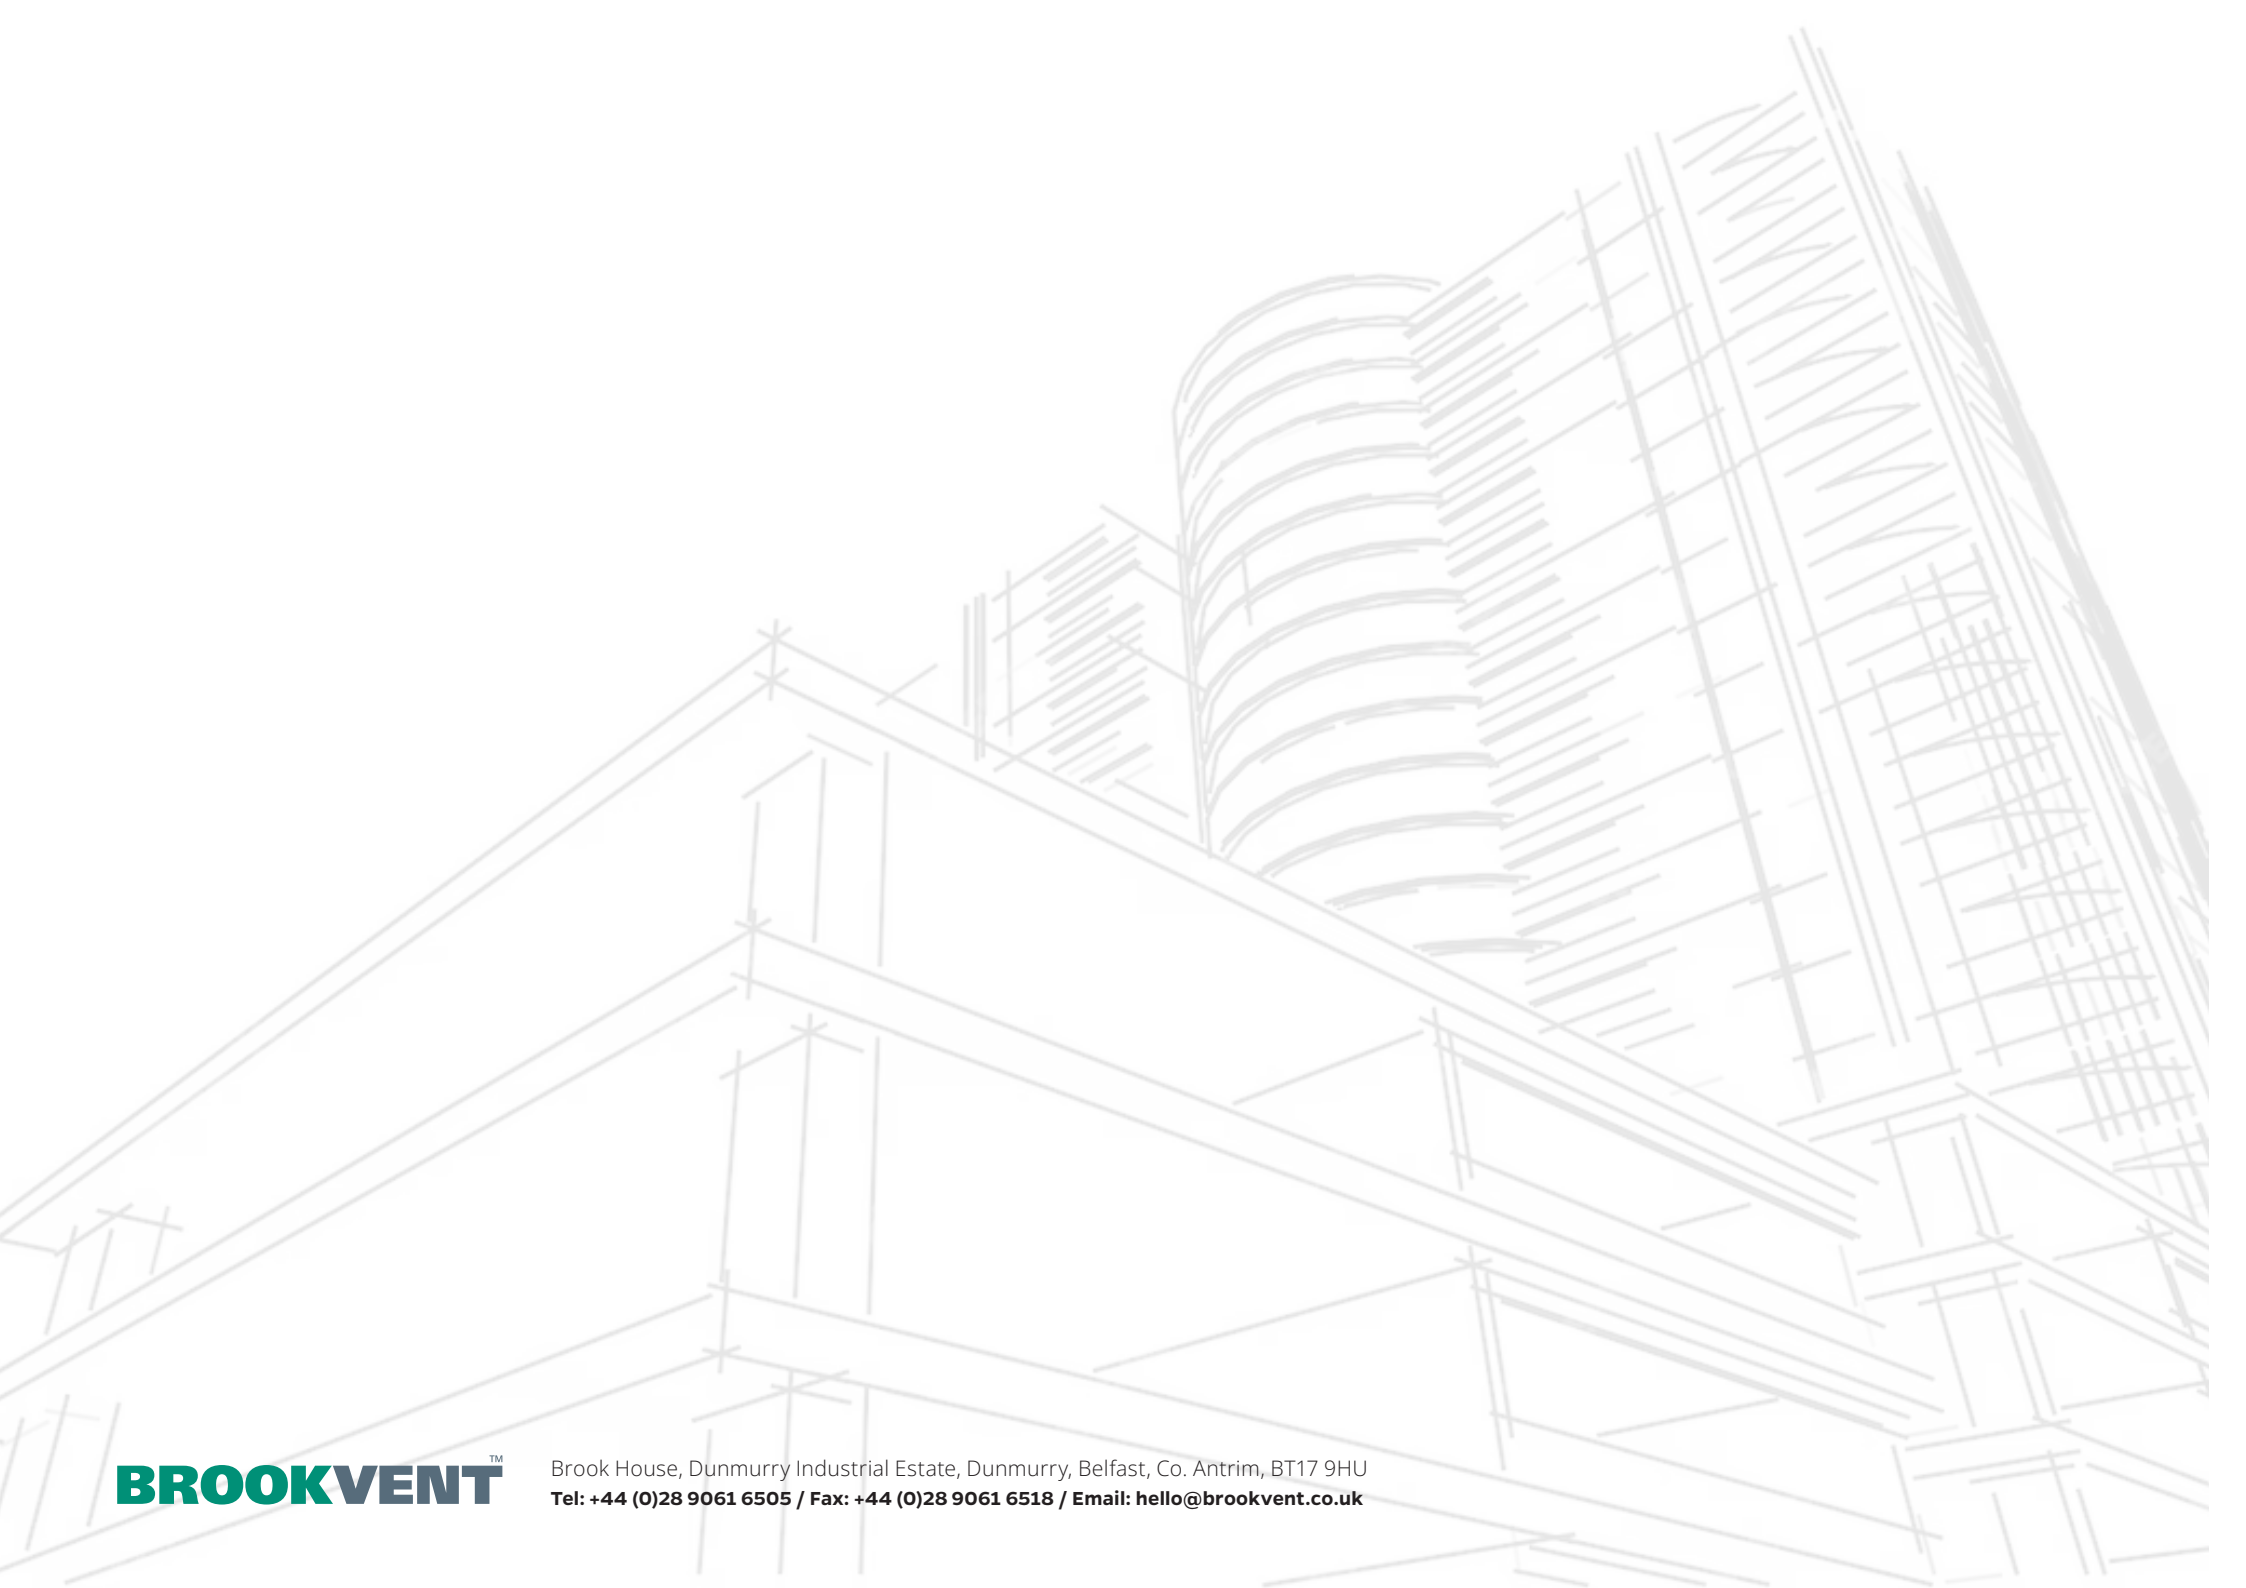 BROOKVENT™
Brook House, Dunmurry Industrial Estate, Dunmurry, Belfast, Co. Antrim, BT17 9HU
Tel: +44 (0)28 9061 6505 / Fax: +44 (0)28 9061 6518 / Email: hello@brookvent.co.uk